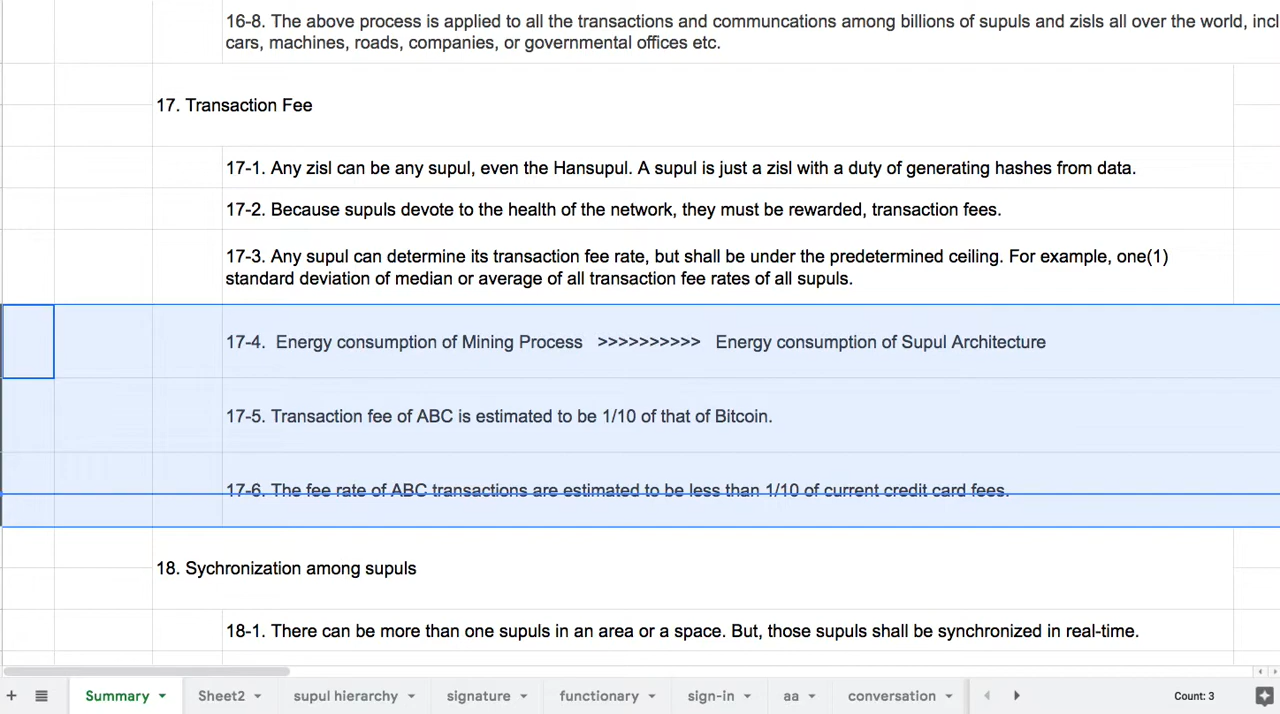 16-8. The above process is applied to all the transactions and communcations among billions of supuls and zisls all over the world, incl
cars, machines, roads, companies, or governmental offices etc.
17. Transaction Fee
17-1. Any zisl can be any supul, even the Hansupul. A supul is just a zisl with a duty of generating hashes from data.
17-2. Because supuls devote to the health of the network, they must be rewarded, transaction fees.
17-3. Any supul can determine its transaction fee rate, but shall be under the predetermined ceiling. For example, one(1)
standard deviation of median or average of all transaction fee rates of all supuls.
17-4.  Energy consumption of Mining Process   >>>>>>>>>>   Energy consumption of Supul Architecture
17-5. Transaction fee of ABC is estimated to be 1/10 of that of Bitcoin.
17-6. The fee rate of ABC transactions are estimated to be less than 1/10 of current credit card fees.
18. Sychronization among supuls
18-1. There can be more than one supuls in an area or a space. But, those supuls shall be synchronized in real-time.
+ Summary Sheet2 supul hierarchy signature functionary sign-in aa conversation Count: 3